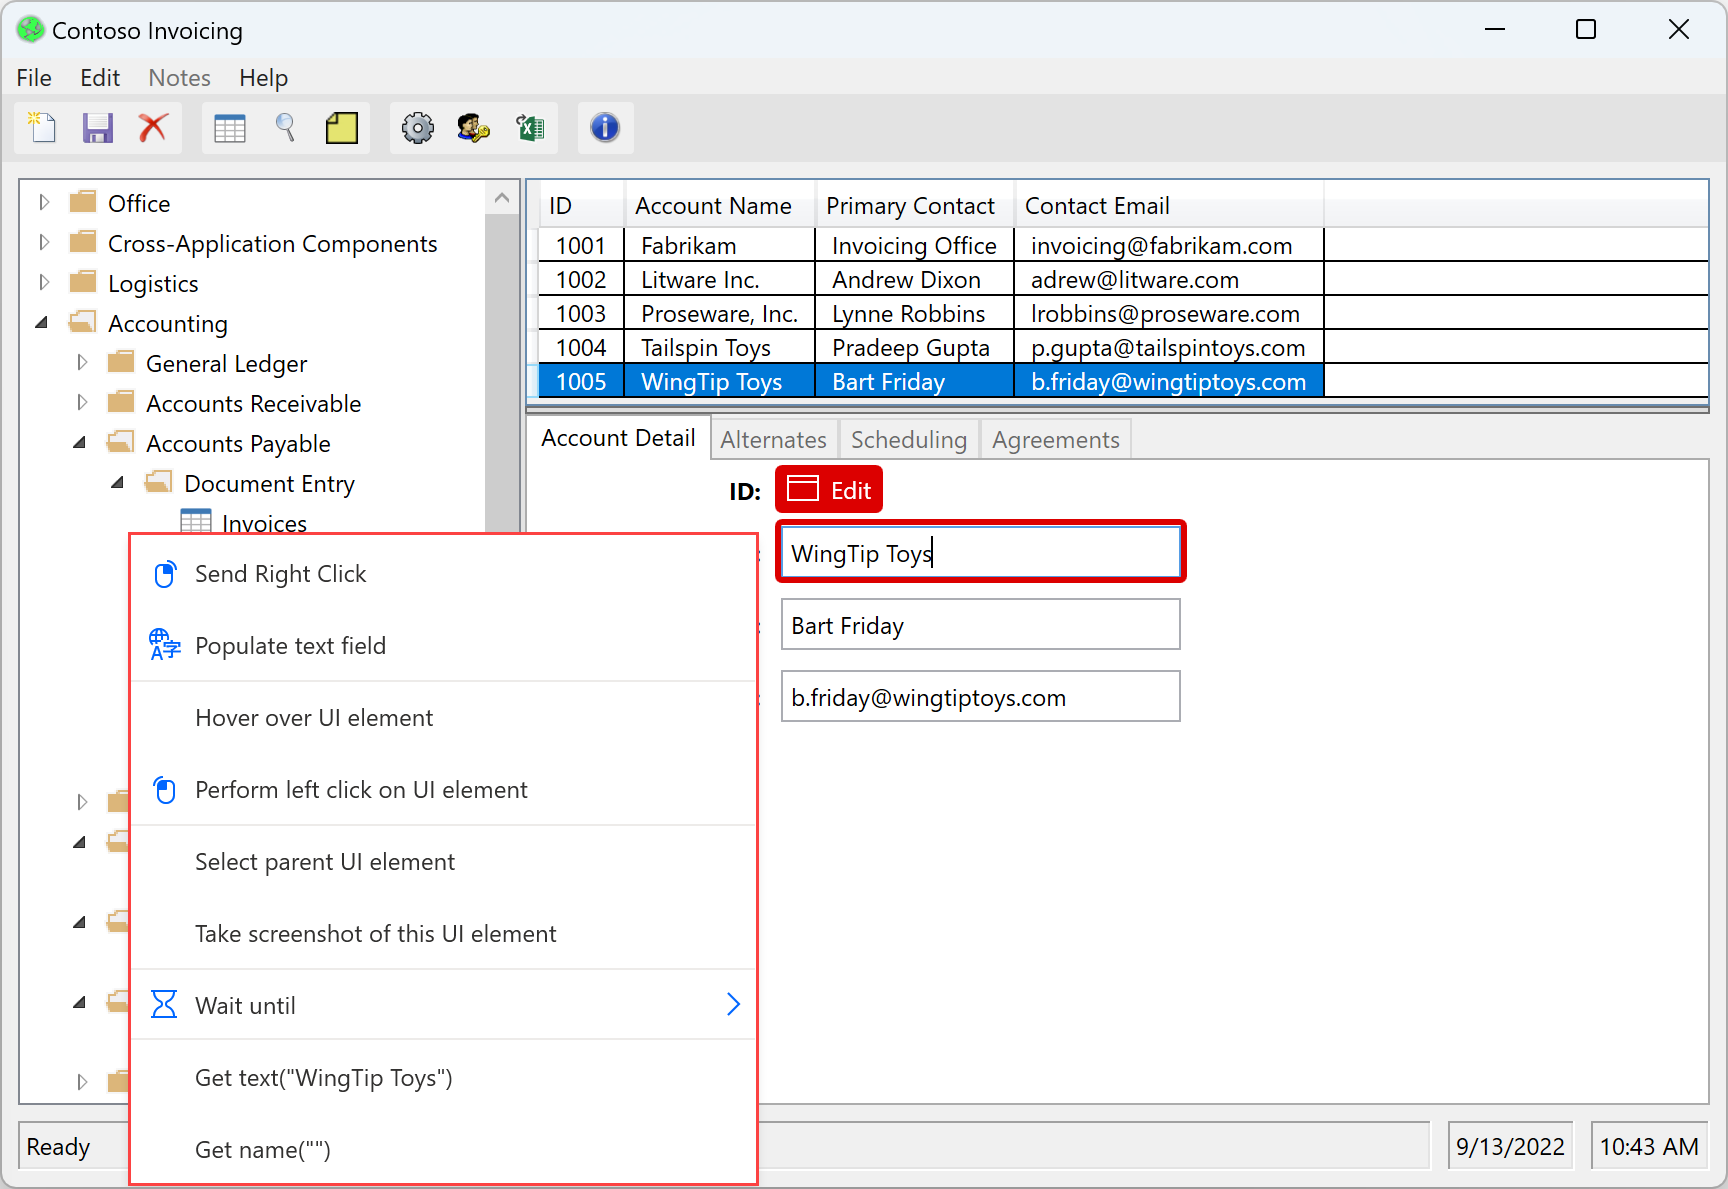 Contoso Invoicing
File Edit Notes Help
Office
Cross-Application Components
Logistics
Accounting
General Ledger
Accounts Receivable
Accounts Payable
Document Entry
Invoices
ID Account Name Primary Contact Contact Email
1001 Fabrikam Invoicing Office invoicing@fabrikam.com
1002 Litware Inc. Andrew Dixon adrew@litware.com
1003 Proseware, Inc. Lynne Robbins lrobbins@proseware.com
1004 Tailspin Toys Pradeep Gupta p.gupta@tailspintoys.com
1005 WingTip Toys Bart Friday b.friday@wingtiptoys.com
Account Detail Alternates Scheduling Agreements
ID: Edit
WingTip Toys
Bart Friday
b.friday@wingtiptoys.com
Send Right Click
Populate text field
Hover over UI element
Perform left click on UI element
Select parent UI element
Take screenshot of this UI element
Wait until
Get text("WingTip Toys")
Get name("")
Ready 9/13/2022 10:43 AM